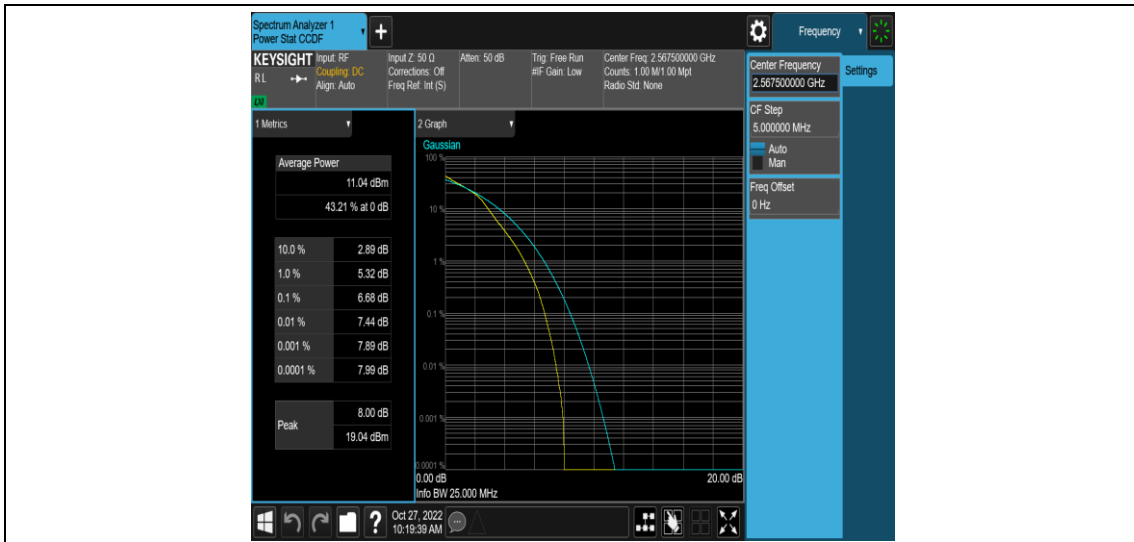 Spectrum Analyzer 1
Power Stat CCDF
+
Frequency
KEYSIGHT
RL
LXI
Input: RF
Coupling: DC
Align: Auto
Input Z: 50 Ω
Corrections: Off
Freq Ref: Int (S)
Atten: 50 dB
Trig: Free Run
#IF Gain: Low
Center Freq: 2.567500000 GHz
Counts: 1.00 M/1.00 Mpt
Radio Std: None
Center Frequency
2.567500000 GHz
Settings
CF Step
5.000000 MHz
Auto
Man
Freq Offset
0 Hz
1 Metrics
Average Power
11.04 dBm
43.21 % at 0 dB
10.0 % 2.89 dB
1.0 % 5.32 dB
0.1 % 6.68 dB
0.01 % 7.44 dB
0.001 % 7.89 dB
0.0001 % 7.99 dB
Peak
8.00 dB
19.04 dBm
2 Graph
Gaussian
100 %
10 %
1 %
0.1 %
0.01 %
0.001 %
0.0001 %
0.00 dB 20.00 dB
Info BW 25.000 MHz
?
Oct 27, 2022
10:19:39 AM